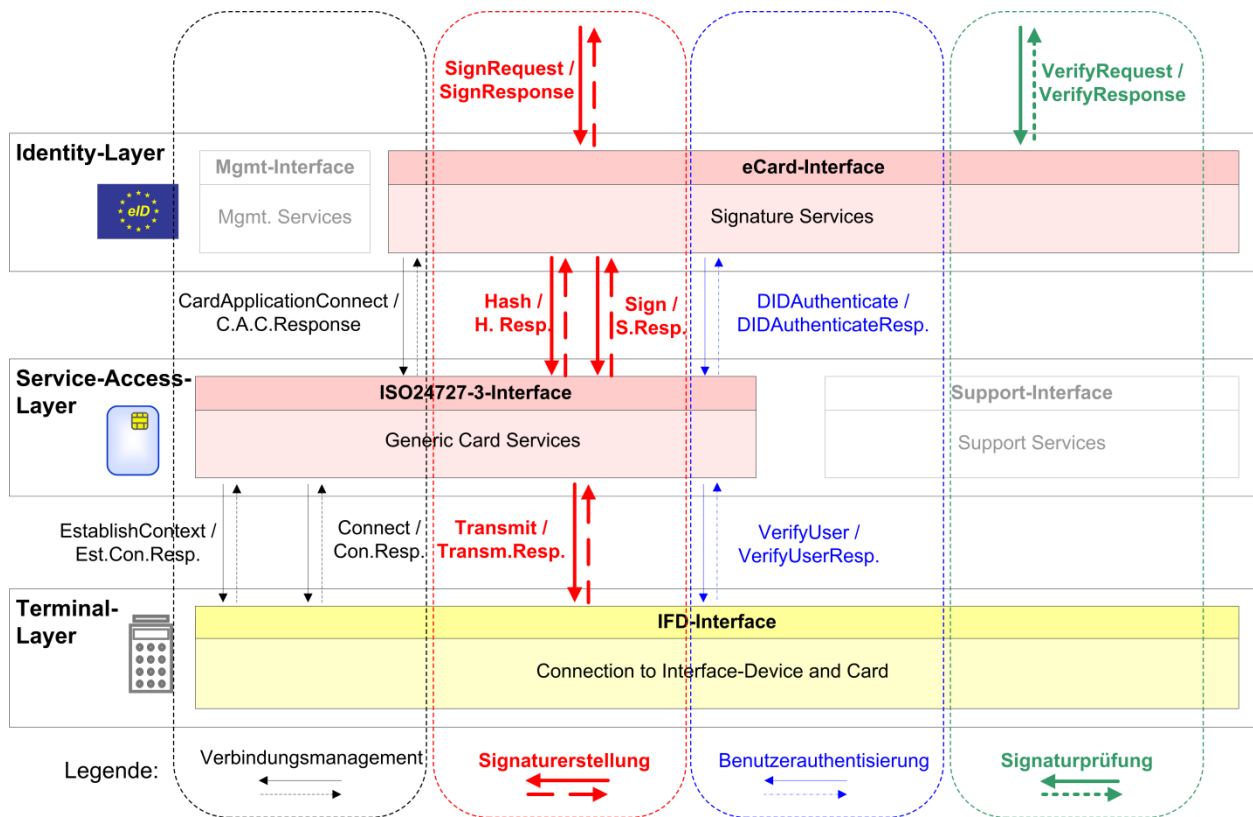 SignRequest /
SignResponse
VerifyRequest /
VerifyResponse
Identity-Layer
eID
Mgmt-Interface
Mgmt. Services
eCard-Interface
Signature Services
CardApplicationConnect /
C.A.C.Response
Hash /
H. Resp.
Sign /
S.Resp.
DIDAuthenticate /
DIDAuthenticateResp.
Service-Access-
Layer
ISO24727-3-Interface
Generic Card Services
Support-Interface
Support Services
EstablishContext /
Est.Con.Resp.
Connect /
Con.Resp.
Transmit /
Transm.Resp.
VerifyUser /
VerifyUserResp.
Terminal-
Layer
IFD-Interface
Connection to Interface-Device and Card
Legende:
Verbindungsmanagement
Signaturerstellung
Benutzerauthentisierung
Signaturprüfung